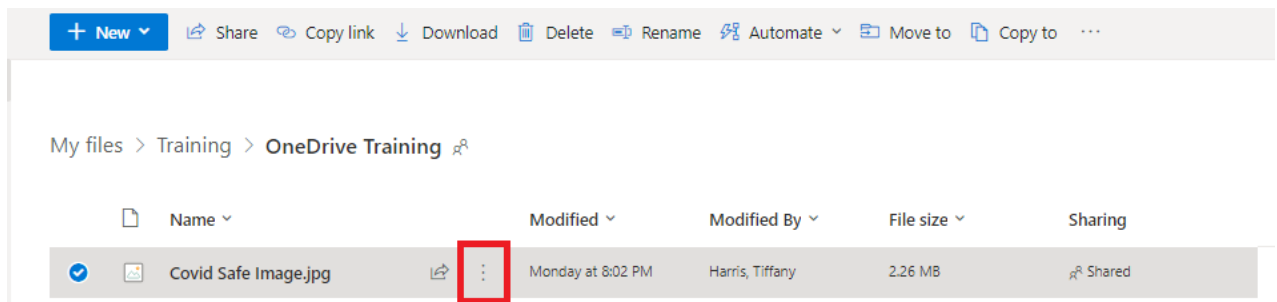 New Share Copy link Download Delete Rename Automate Move to Copy to ...
My files > Training > OneDrive Training
Name Modified Modified By File size Sharing
Covid Safe Image.jpg Monday at 8:02 PM Harris, Tiffany 2.26 MB Shared